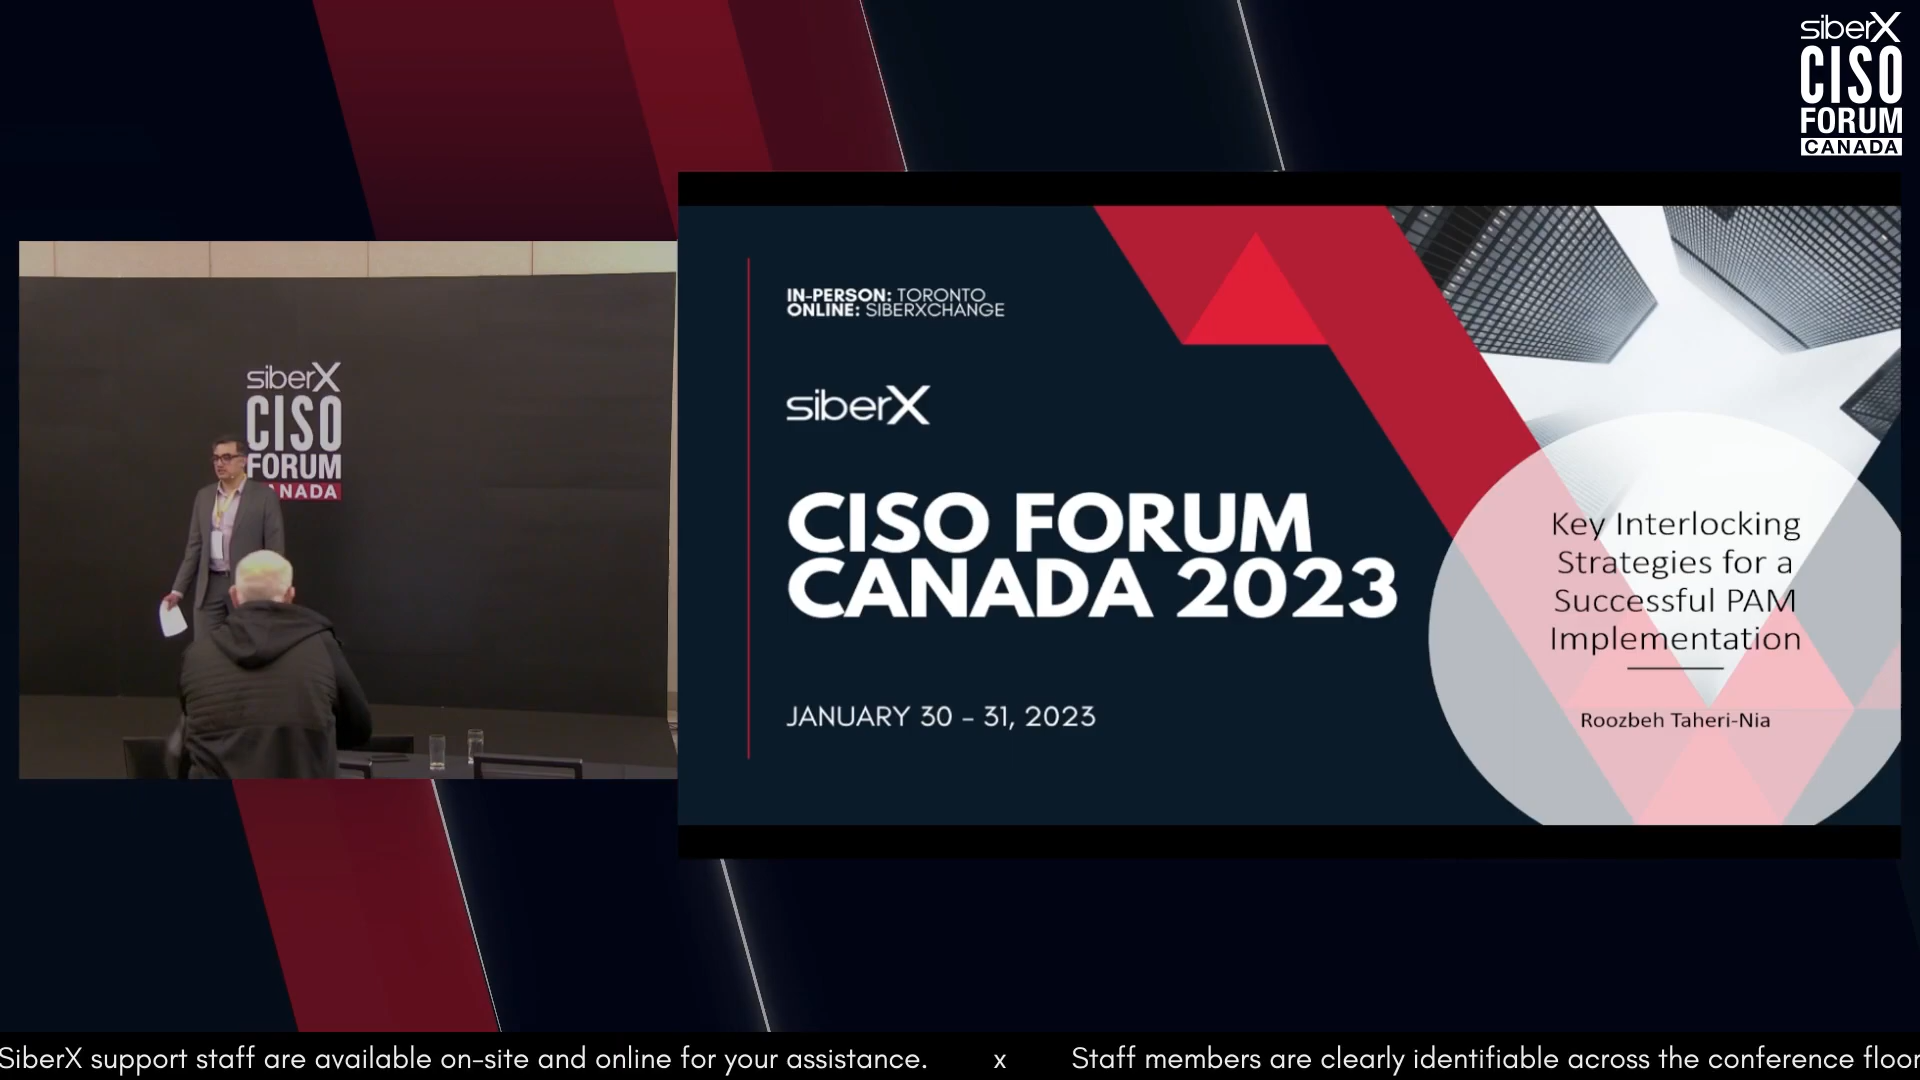 siberX
CISO
FORUM
CANADA
siberX
CISO
FORUM
ANADA
IN-PERSON: TORONTO
ONLINE: SIBERXCHANGE
siberX
CISO FORUM
CANADA 2023
JANUARY 30 - 31, 2023
Key Interlocking
Strategies for a
Successful PAM
Implementation
Roozbeh Taheri-Nia
SiberX support staff are available on-site and online for your assistance. x Staff members are clearly identifiable across the conference floor